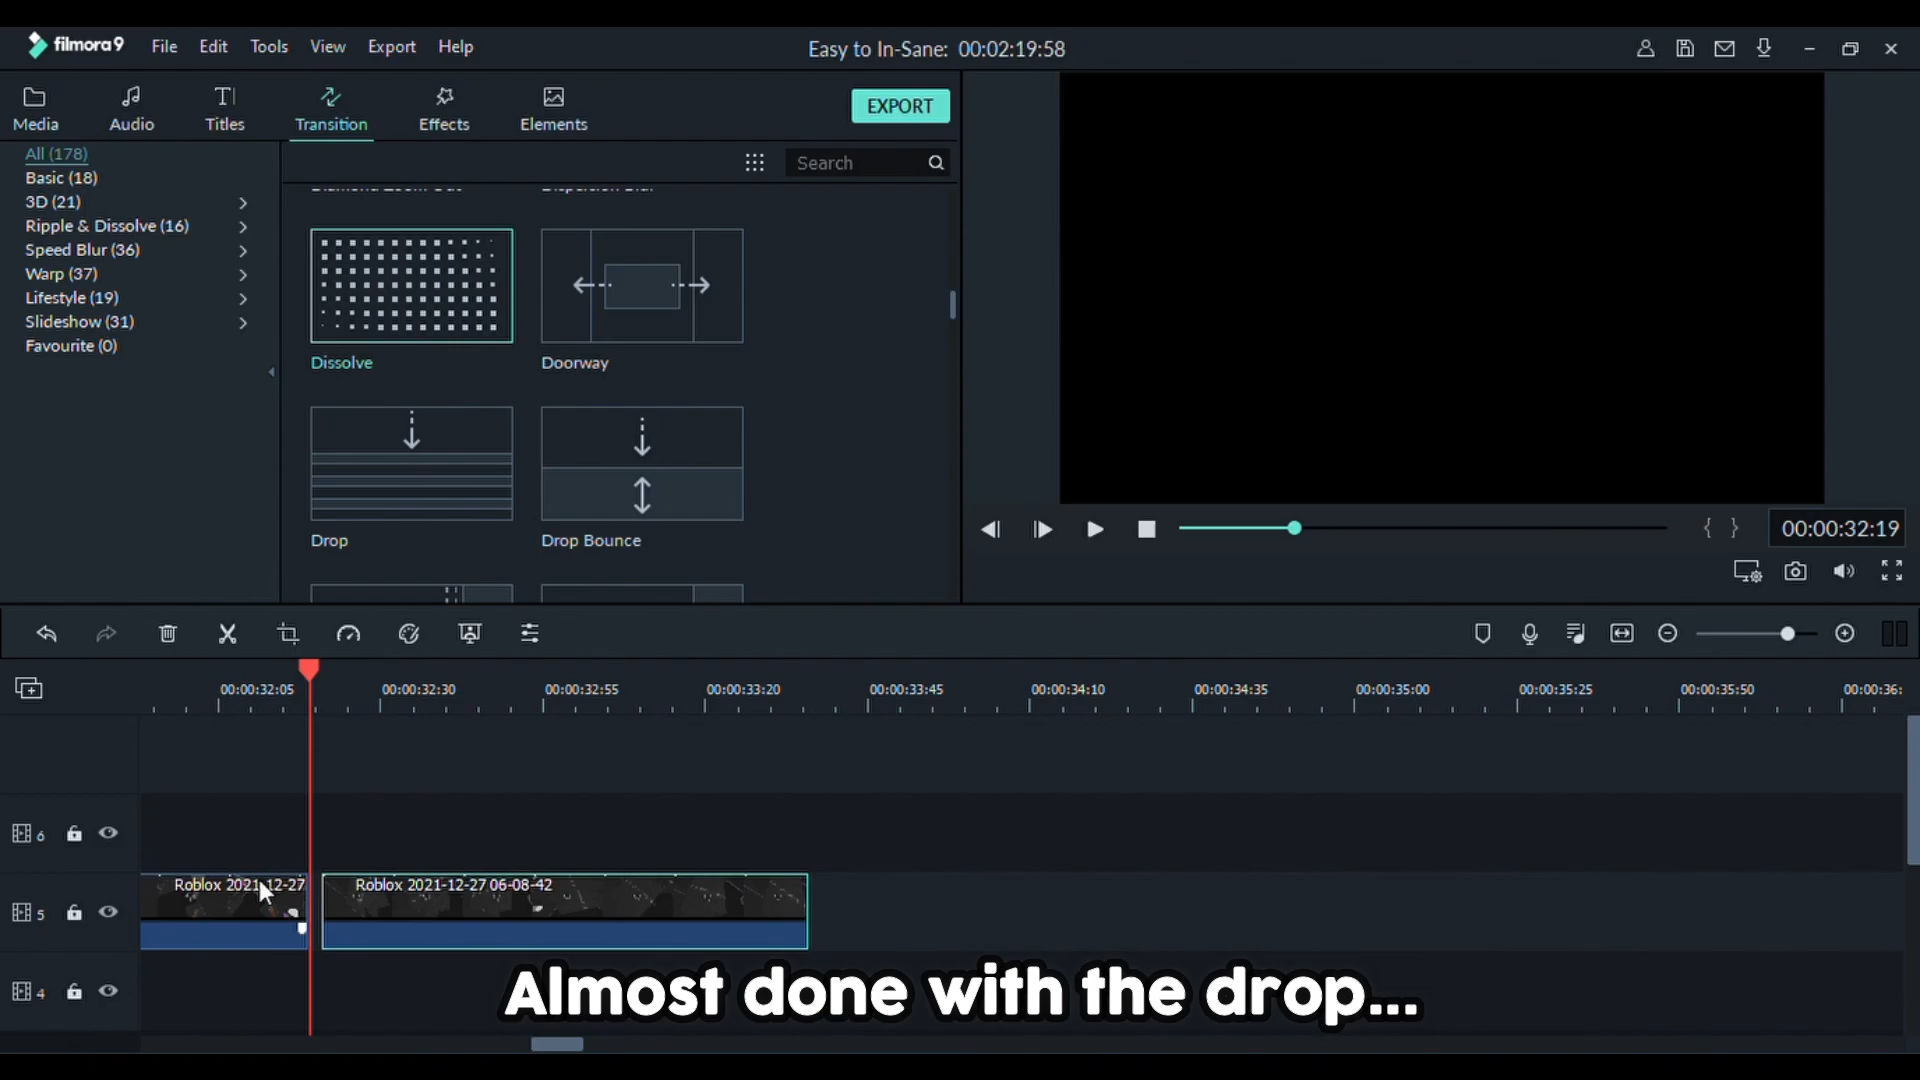 filmora9
File Edit Tools View Export Help
Easy to In-Sane: 00:02:19:58
Media Audio Titles Transition Effects Elements
EXPORT
All (178)
Basic (18)
3D (21)
Ripple & Dissolve (16)
Speed Blur (36)
Warp (37)
Lifestyle (19)
Slideshow (31)
Favourite (0)
Search
Diamond Zoom Out Dispersion Blur
Dissolve Doorway
Drop Drop Bounce
00:00:32:19
00:00:32:05 00:00:32:30 00:00:32:55 00:00:33:20 00:00:33:45 00:00:34:10 00:00:34:35 00:00:35:00 00:00:35:25 00:00:35:50 00:00:36:
6
Roblox 2021-12-27 Roblox 2021-12-27 06-08-42
5
4
Almost done with the drop...